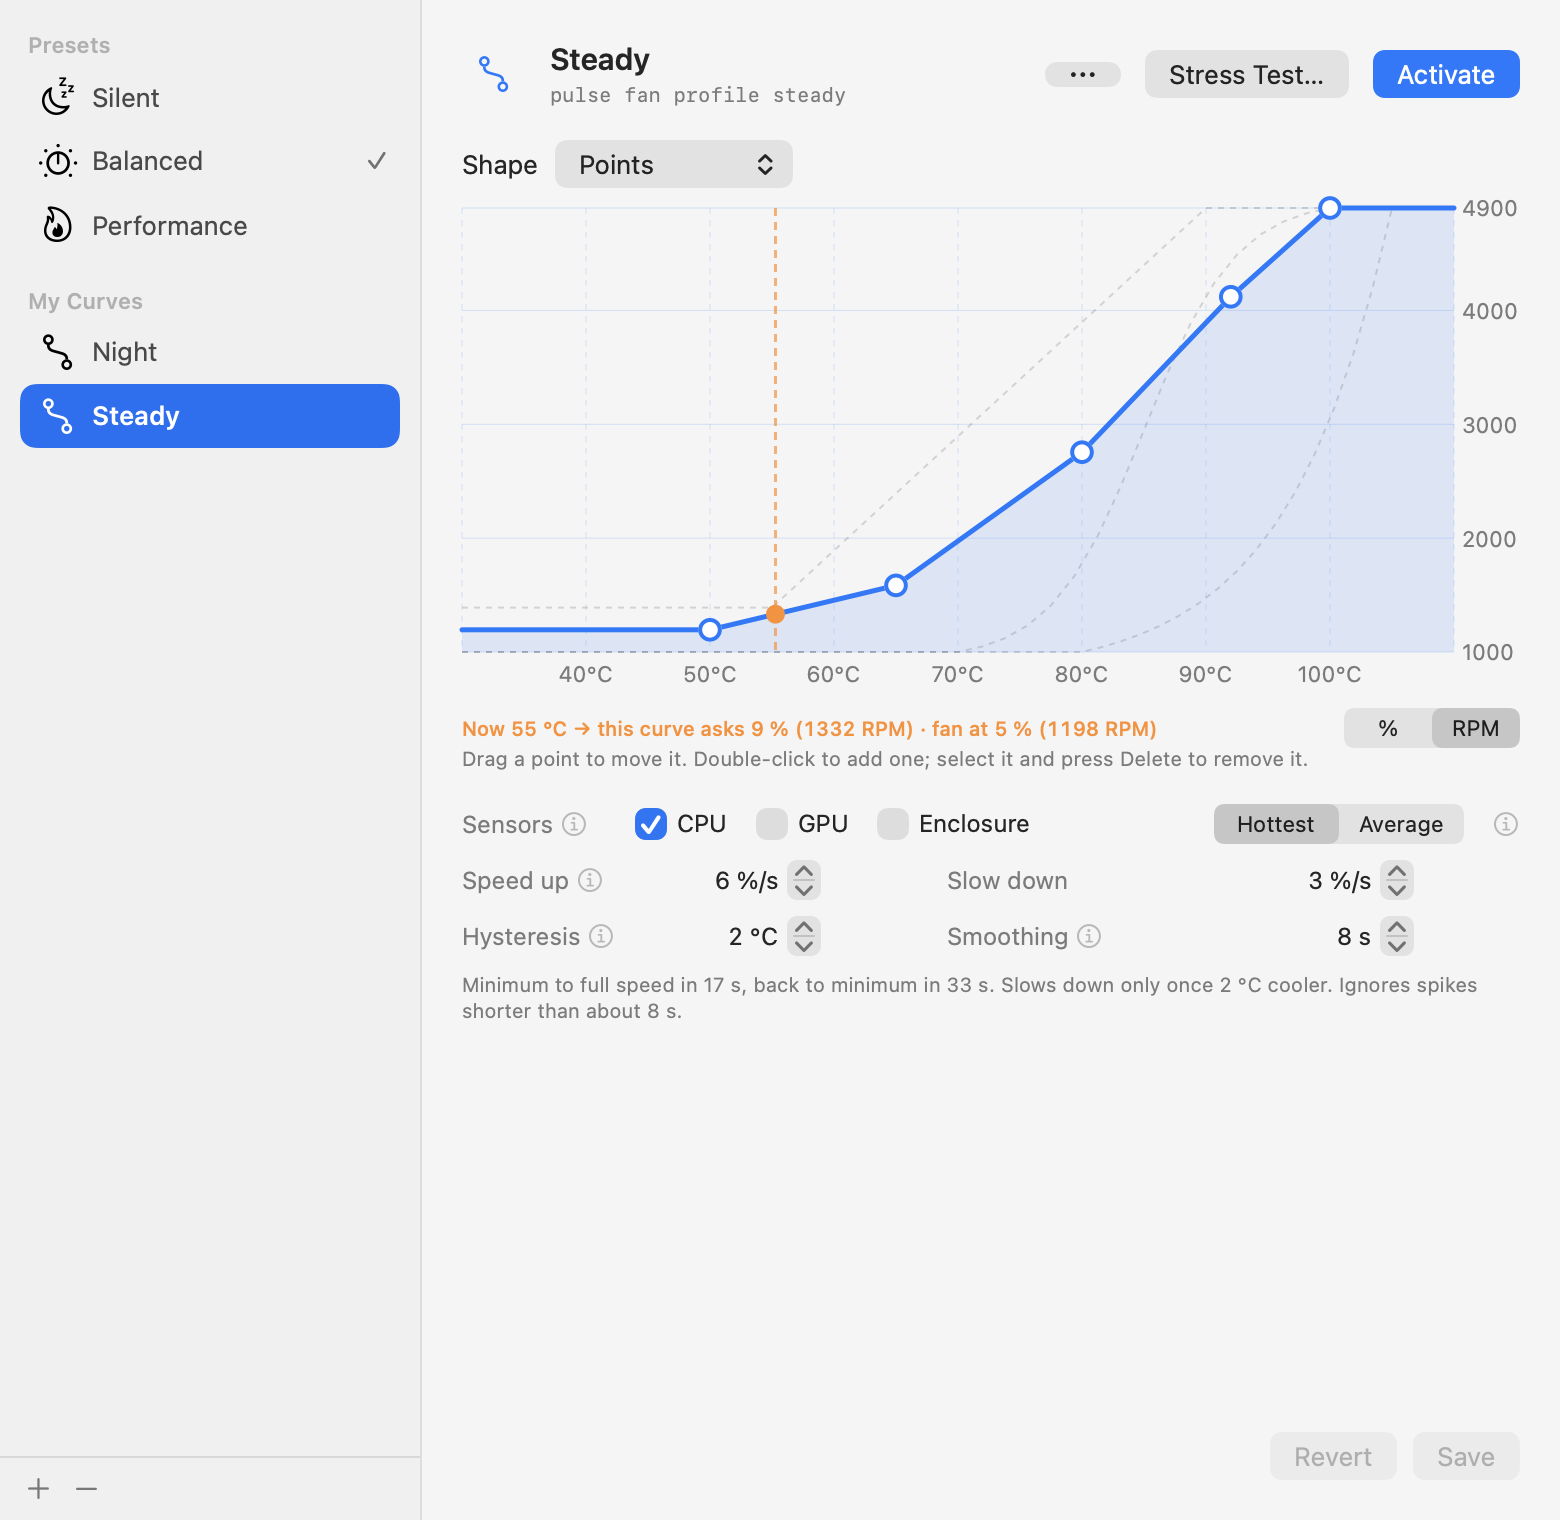 Presets
Silent
Balanced
Performance
My Curves
Night
Steady
Steady
pulse fan profile steady
Stress Test...
Activate
Shape
Points
4900
4000
3000
2000
1000
40°C 50°C 60°C 70°C 80°C 90°C 100°C
Now 55 °C → this curve asks 9 % (1332 RPM) · fan at 5 % (1198 RPM)
% RPM
Drag a point to move it. Double-click to add one; select it and press Delete to remove it.
Sensors CPU GPU Enclosure Hottest Average
Speed up 6 %/s Slow down 3 %/s
Hysteresis 2 °C Smoothing 8 s
Minimum to full speed in 17 s, back to minimum in 33 s. Slows down only once 2 °C cooler. Ignores spikes
shorter than about 8 s.
Revert Save